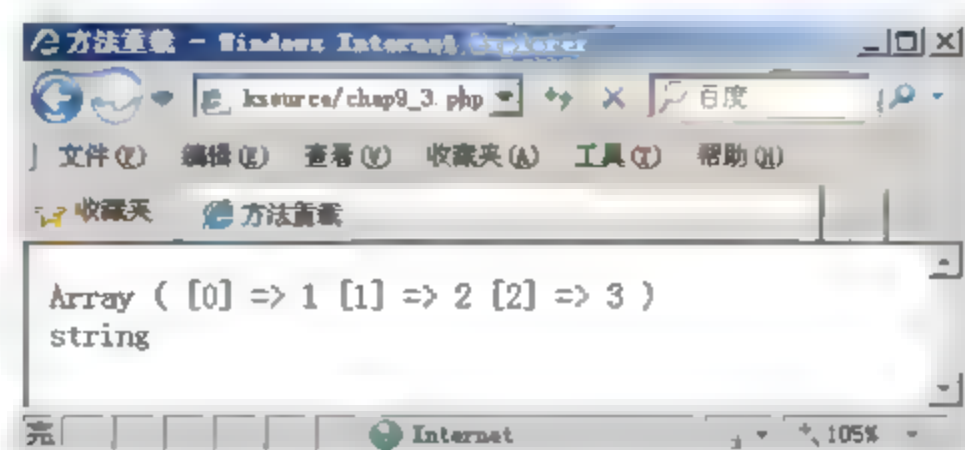 方法重载 - Windows Internet Explorer
ksource/chap9_3.php 百度
文件(F) 编辑(E) 查看(V) 收藏夹(A) 工具(T) 帮助(H)
收藏夹 方法重载
Array ( [0] => 1 [1] => 2 [2] => 3 )
string
完 Internet 105%